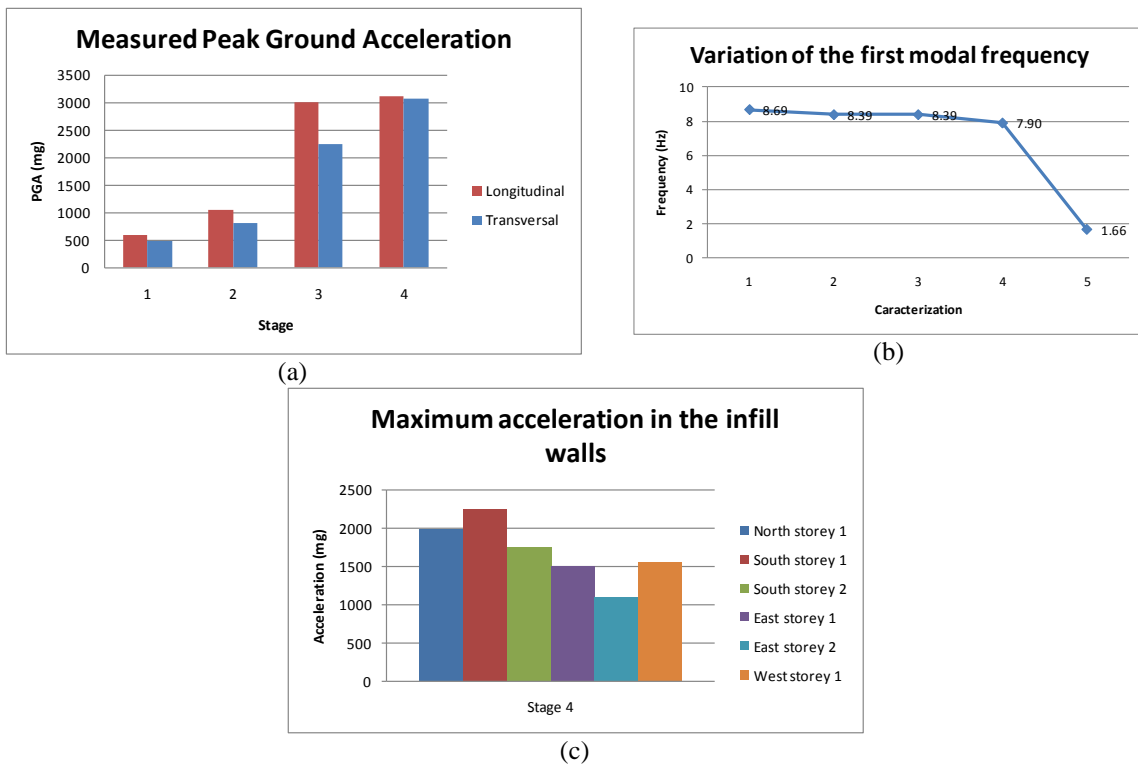 Measured Peak Ground Acceleration
3500
3000
2500
2000
1500
1000
500
0
PGA (mg)
1 2 3 4
Stage
Longitudinal
Transversal
(a)
Variation of the first modal frequency
10
8
6
4
2
0
Frequency (Hz)
8.69 8.39 8.39 7.90 1.66
1 2 3 4 5
Caracterization
(b)
Maximum acceleration in the infill
walls
2500
2000
1500
1000
500
0
Acceleration (mg)
Stage 4
North storey 1
South storey 1
South storey 2
East storey 1
East storey 2
West storey 1
(c)